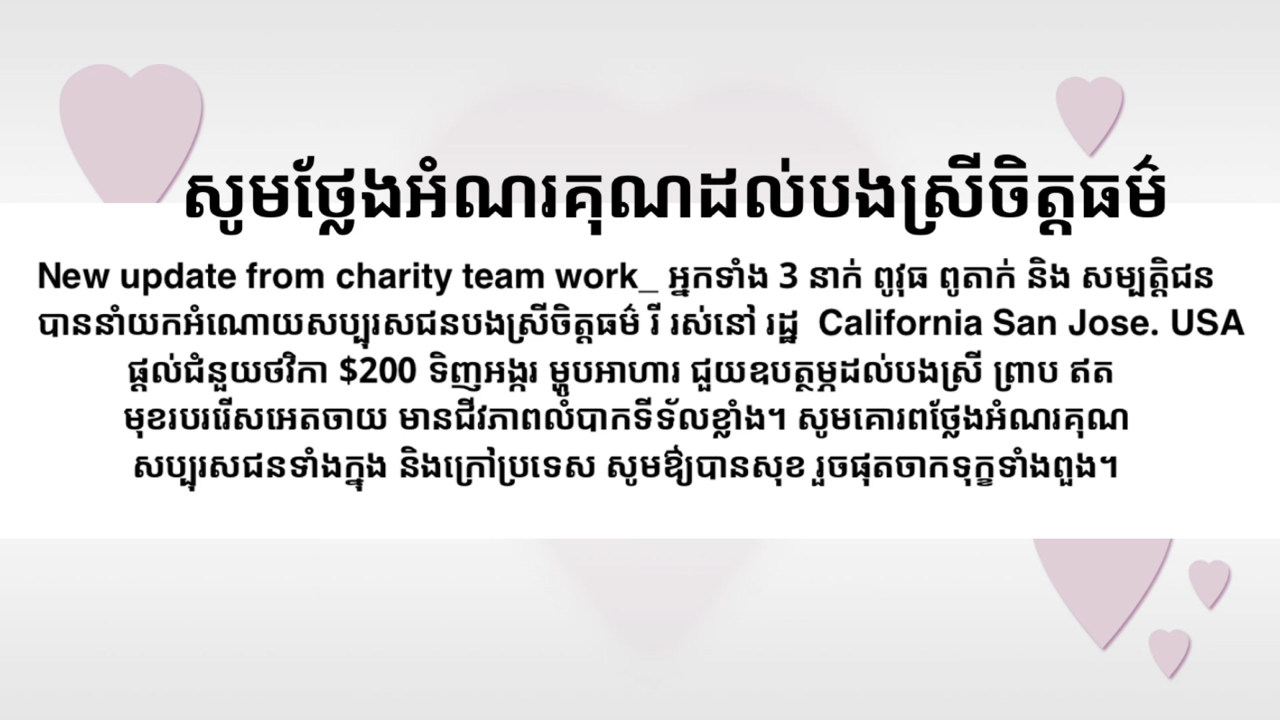 សូមថ្លែងអំណរគុណដល់បងស្រីចិត្តធម៌
New update from charity team work_ អ្នកទាំង 3 នាក់ ពូវុធ ពូតាក់ និង សម្បត្តិជន
បាននាំយកអំណោយសប្បុរសជនបងស្រីចិត្តធម៌ រី រស់នៅ រដ្ឋ California San Jose. USA
ផ្តល់ជំនួយថវិកា $200 ទិញអង្ករ ម្ហូបអាហារ ជួយឧបត្ថម្ភដល់បងស្រី ព្រាប ឥត
មុខរបររើសអេតចាយ មានជីវភាពលំបាកទីទ័លខ្លាំង។ សូមគោរពថ្លែងអំណរគុណ
សប្បុរសជនទាំងក្នុង និងក្រៅប្រទេស សូមឱ្យបានសុខ រួចផុតចាកទុក្ខទាំងពួង។